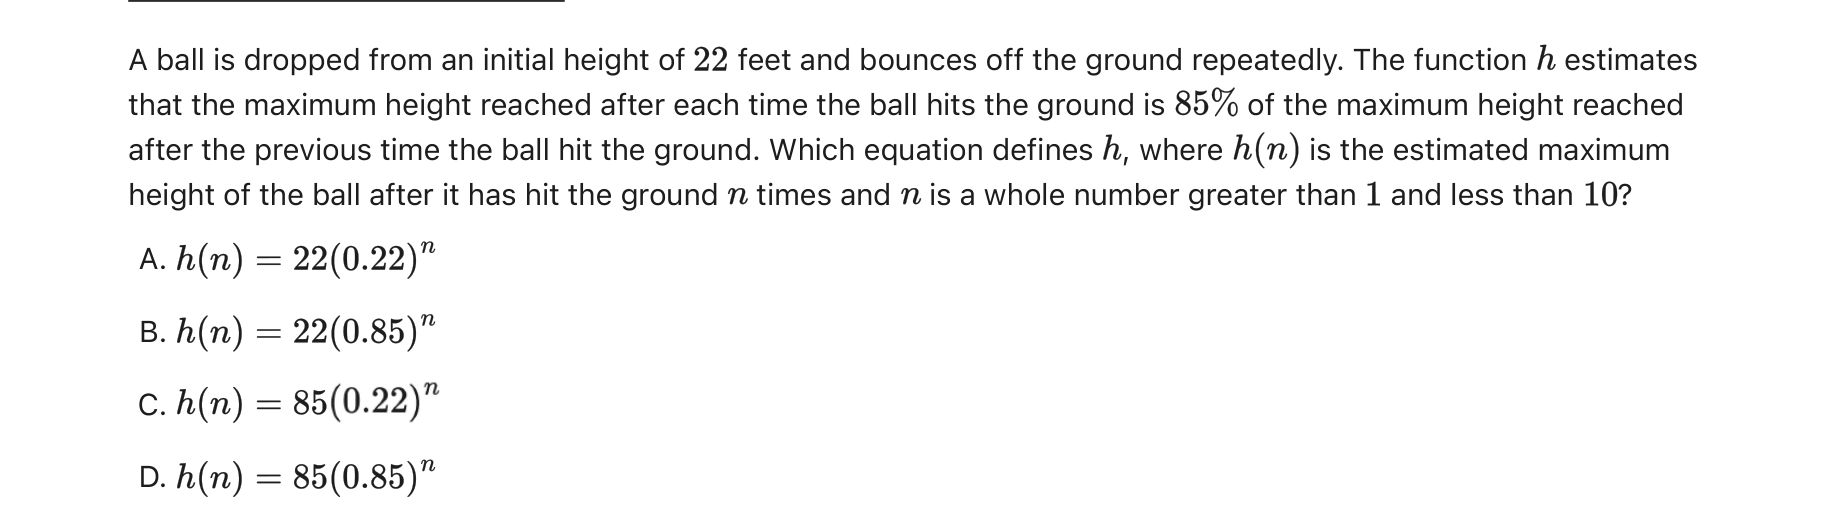 A ball is dropped from an initial height of 22 feet and bounces off the ground repeatedly. The function h estimates
that the maximum height reached after each time the ball hits the ground is 85% of the maximum height reached
after the previous time the ball hit the ground. Which equation defines h, where h(n) is the estimated maximum
height of the ball after it has hit the ground n times and n is a whole number greater than 1 and less than 10?
A. h(n) = 22(0.22)ⁿ
B. h(n) = 22(0.85)ⁿ
C. h(n) = 85(0.22)ⁿ
D. h(n) = 85(0.85)ⁿ